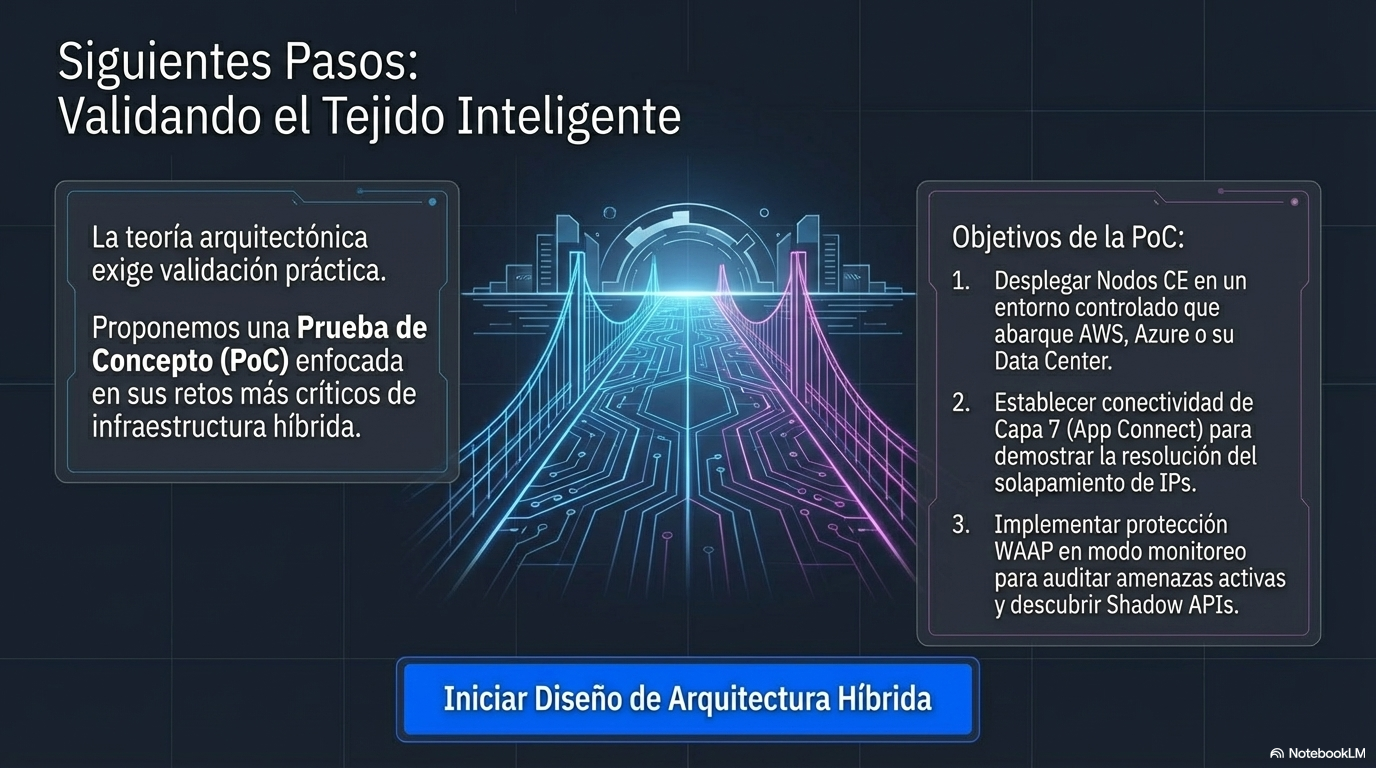 Siguientes Pasos:
Validando el Tejido Inteligente
La teoría arquitectónica
exige validación práctica.
Proponemos una Prueba de
Concepto (PoC) enfocada
en sus retos más críticos de
infraestructura híbrida.
Objetivos de la PoC:
1. Desplegar Nodos CE en un
entorno controlado que
abarque AWS, Azure o su
Data Center.
2. Establecer conectividad de
Capa 7 (App Connect) para
demostrar la resolución del
solapamiento de IPs.
3. Implementar protección
WAAP en modo monitoreo
para auditar amenazas activas
y descubrir Shadow APIs.
Iniciar Diseño de Arquitectura Híbrida
NotebookLM